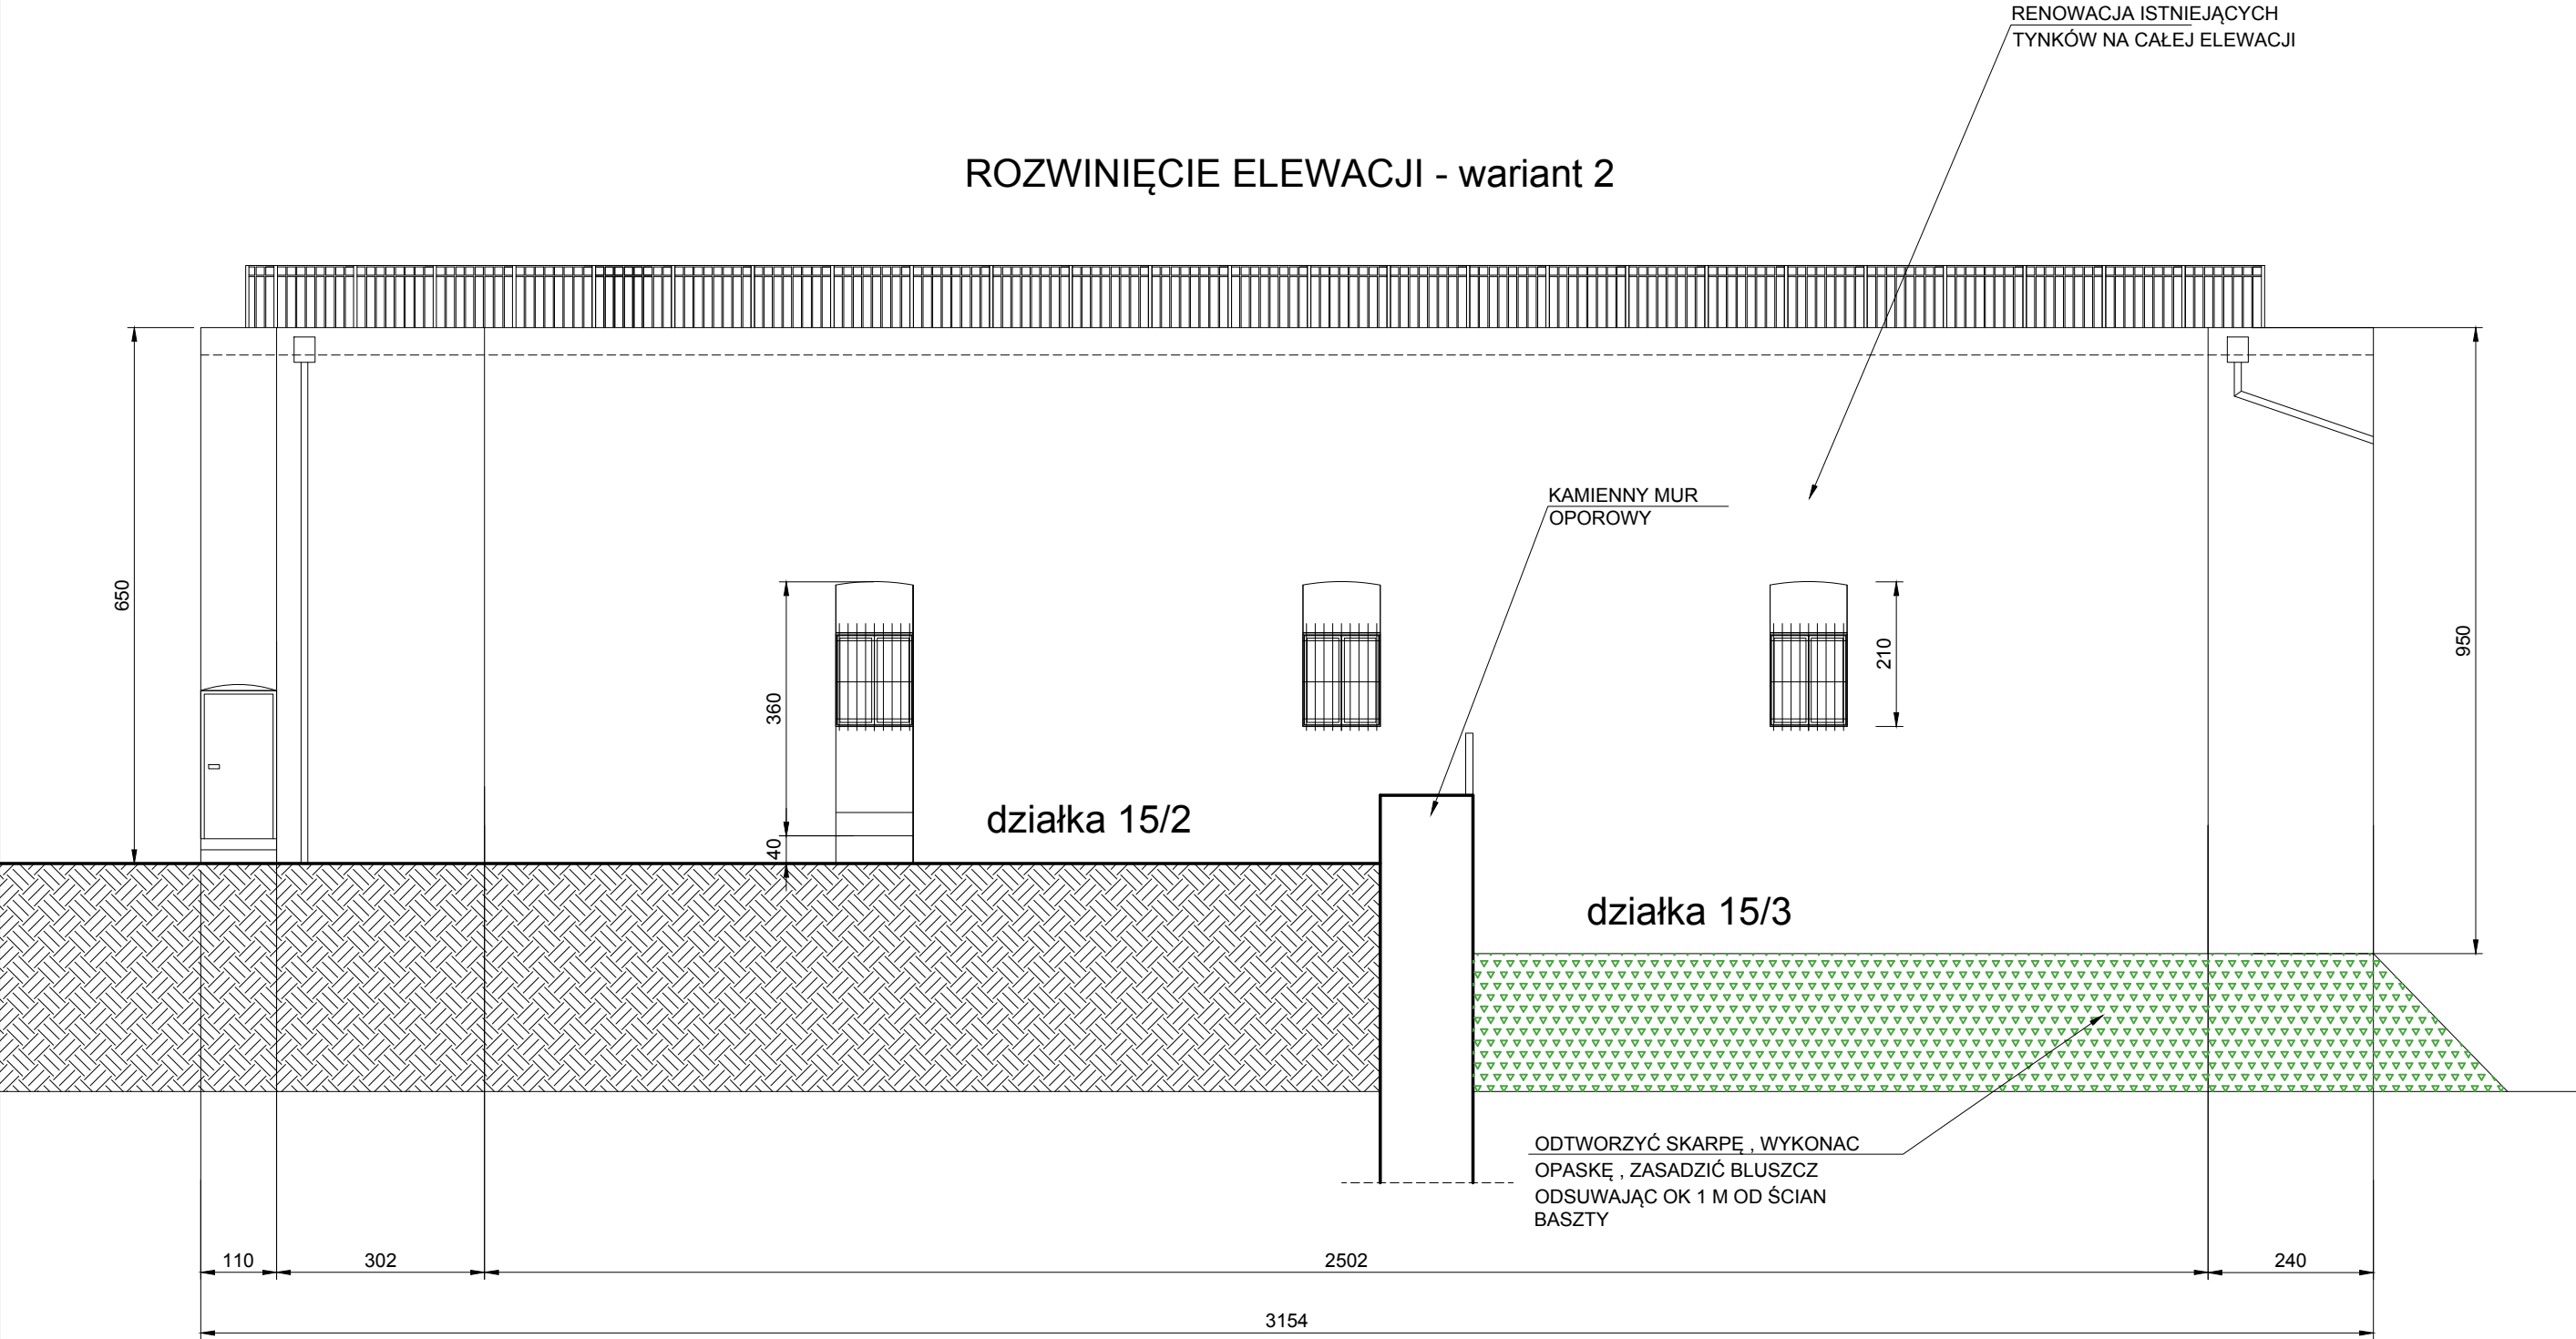 RENOWACJA ISTNIEJĄCYCH
TYNKÓW NA CAŁEJ ELEWACJI
ROZWINIĘCIE ELEWACJI - wariant 2
KAMIENNY MUR
OPOROWY
650
360
40
210
950
działka 15/2
działka 15/3
ODTWORZYĆ SKARPĘ , WYKONAC
OPASKĘ , ZASADZIĆ BLUSZCZ
ODSUWAJĄC OK 1 M OD ŚCIAN
BASZTY
110
302
2502
240
3154